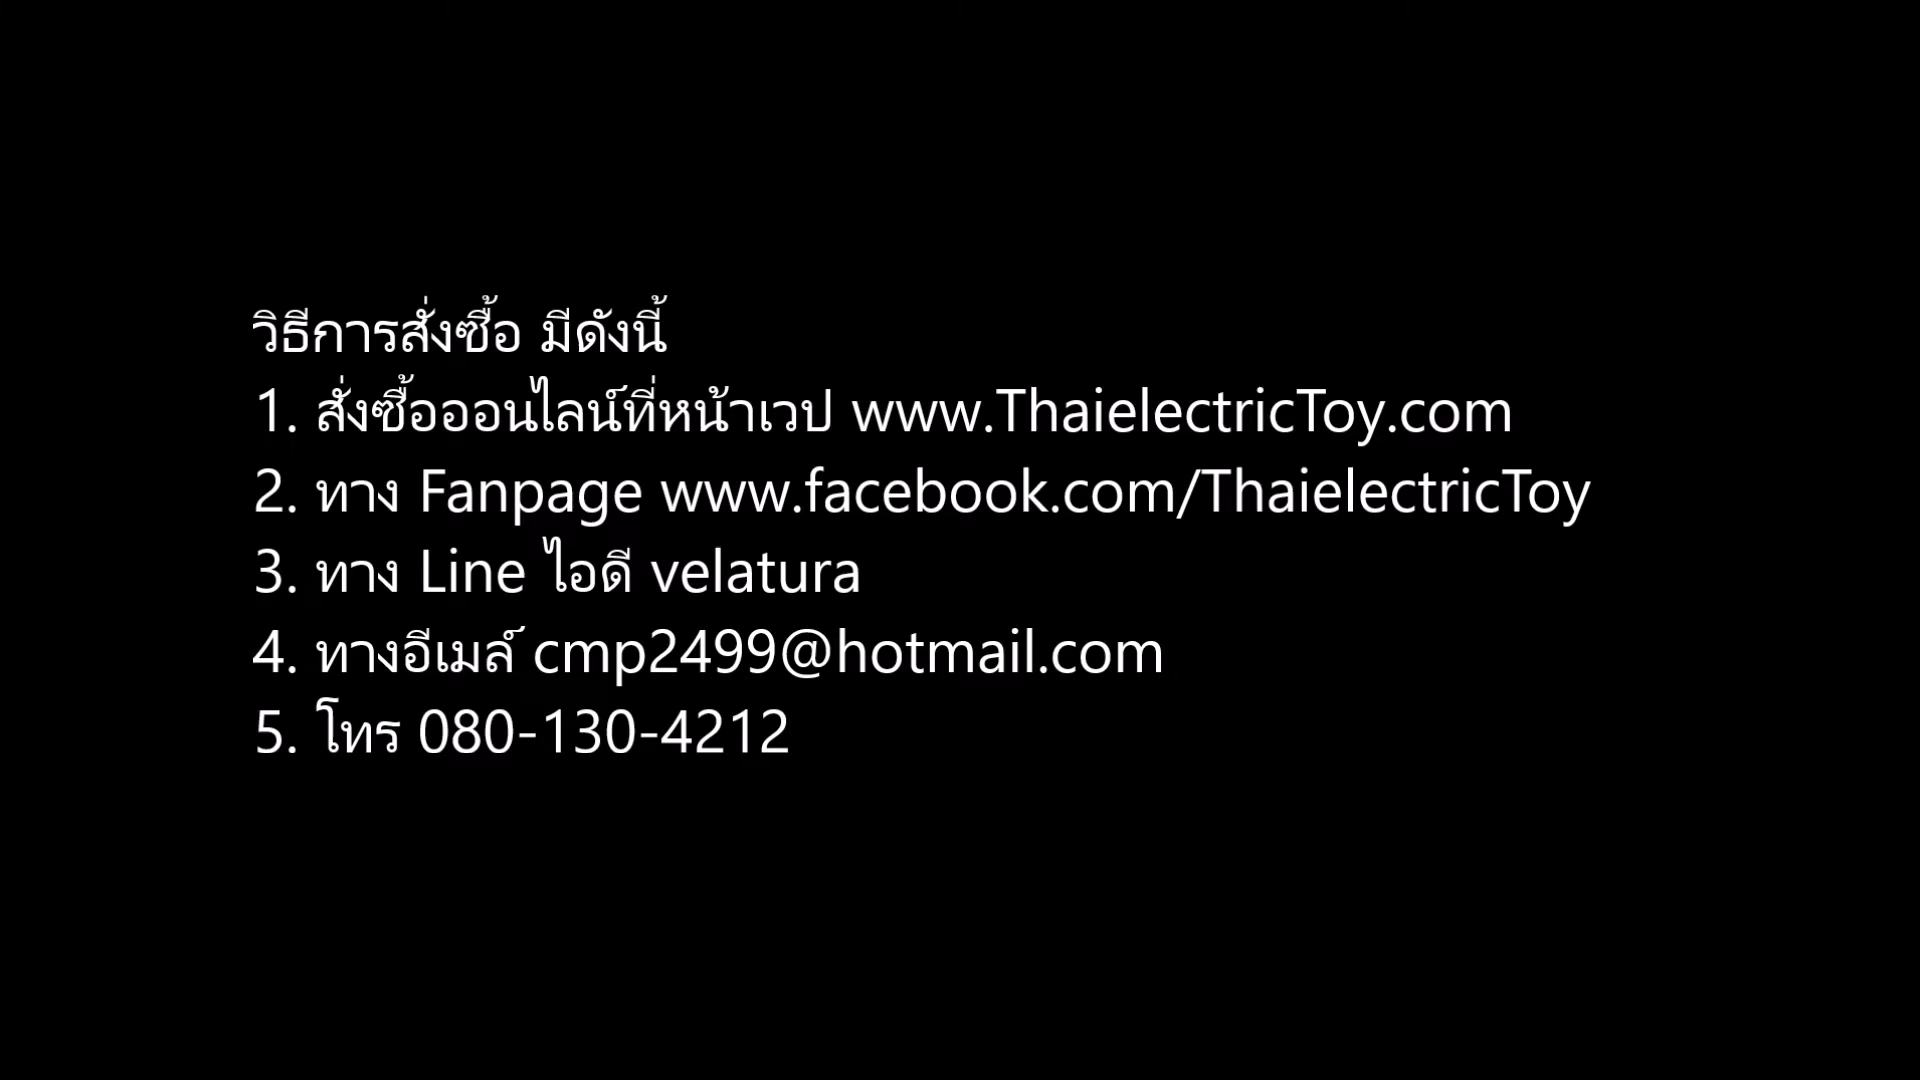 วิธีการสั่งซื้อ มีดังนี้
1. สั่งซื้อออนไลน์ที่หน้าเวป www.ThaielectricToy.com
2. ทาง Fanpage www.facebook.com/ThaielectricToy
3. ทาง Line ไอดี velatura
4. ทางอีเมล์ cmp2499@hotmail.com
5. โทร 080-130-4212